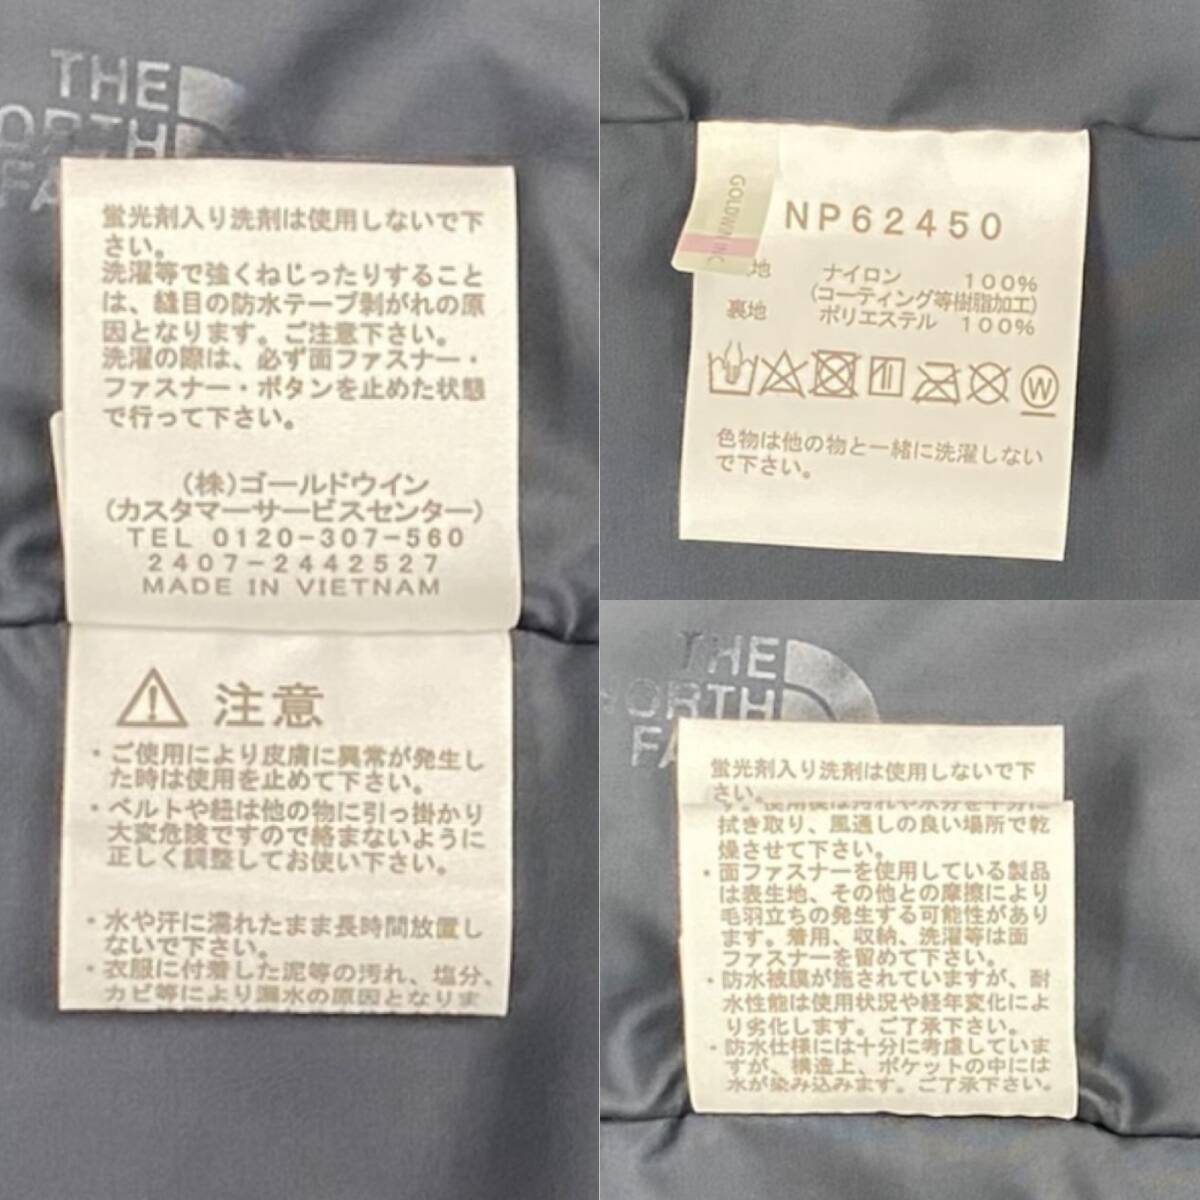 THE
ORTH
FA
蛍光剤入り洗剤は使用しないで下
さい。
洗濯等で強くねじったりすること
は、縫目の防水テープ剥がれの原
因となります。ご注意下さい。
洗濯の際は、必ず面ファスナー・
ファスナー・ボタンを止めた状態
で行って下さい。
(株)ゴールドウイン
(カスタマーサービスセンター)
TEL 0120-307-560
2407-2442527
MADE IN VIETNAM
注意
・ご使用により皮膚に異常が発生し
た時は使用を止めて下さい。
・ベルトや紐は他の物に引っ掛かり
大変危険ですので絡まないように
正しく調整してお使い下さい。
・水や汗に濡れたまま長時間放置し
ないで下さい。
・衣服に付着した泥等の汚れ、塩分、
カビ等により漏水の原因となりま
GOLDWIN INC
NP62450
地 ナイロン 100%
(コーティング等樹脂加工)
裏地 ポリエステル 100%
W
色物は他の物と一緒に洗濯しない
で下さい。
THE
ORTH
FA
蛍光剤入り洗剤は使用しないで下
さい。
使用後は汚れや水分を十分に
拭き取り、風通しの良い場所で乾
燥させて下さい。
・面ファスナーを使用している製品
は表生地、その他との摩擦により
毛羽立ちの発生する可能性があり
ます。着用、収納、洗濯等は面
ファスナーを留めて下さい。
・防水被膜が施されていますが、耐
水性能は使用状況や経年変化によ
り劣化します。ご了承下さい。
・防水仕様には十分に考慮していま
すが、構造上、ポケットの中には
水が染み込みます。ご了承下さい。